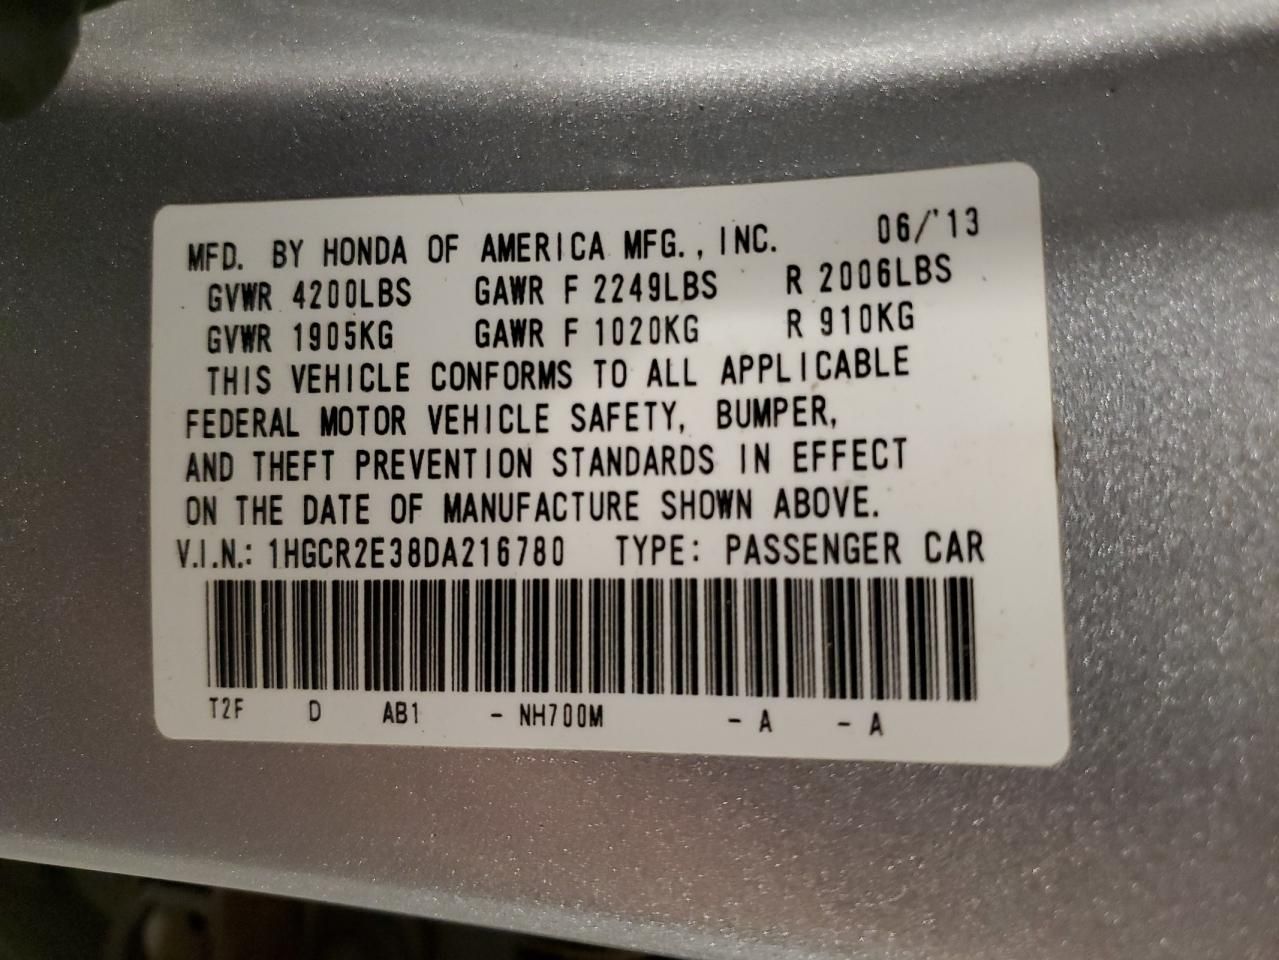 MFD. BY HONDA OF AMERICA MFG., INC. 06/'13
GVWR 4200LBS GAWR F 2249LBS R 2006LBS
GVWR 1905KG GAWR F 1020KG R 910KG
THIS VEHICLE CONFORMS TO ALL APPLICABLE
FEDERAL MOTOR VEHICLE SAFETY, BUMPER,
AND THEFT PREVENTION STANDARDS IN EFFECT
ON THE DATE OF MANUFACTURE SHOWN ABOVE.
V.I.N.: 1HGCR2E38DA216780 TYPE: PASSENGER CAR
T2F D AB1 - NH700M - A - A